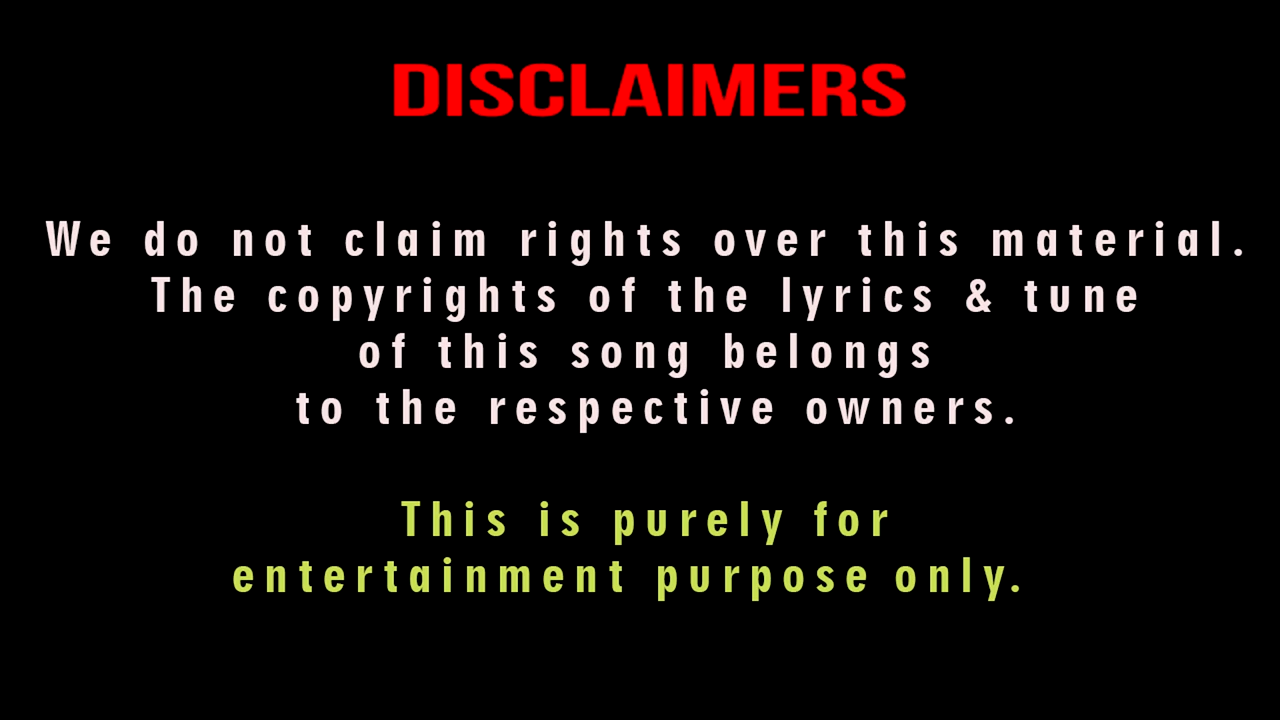 DISCLAIMERS
We do not claim rights over this material.
The copyrights of the lyrics & tune
of this song belongs
to the respective owners.
This is purely for
entertainment purpose only.